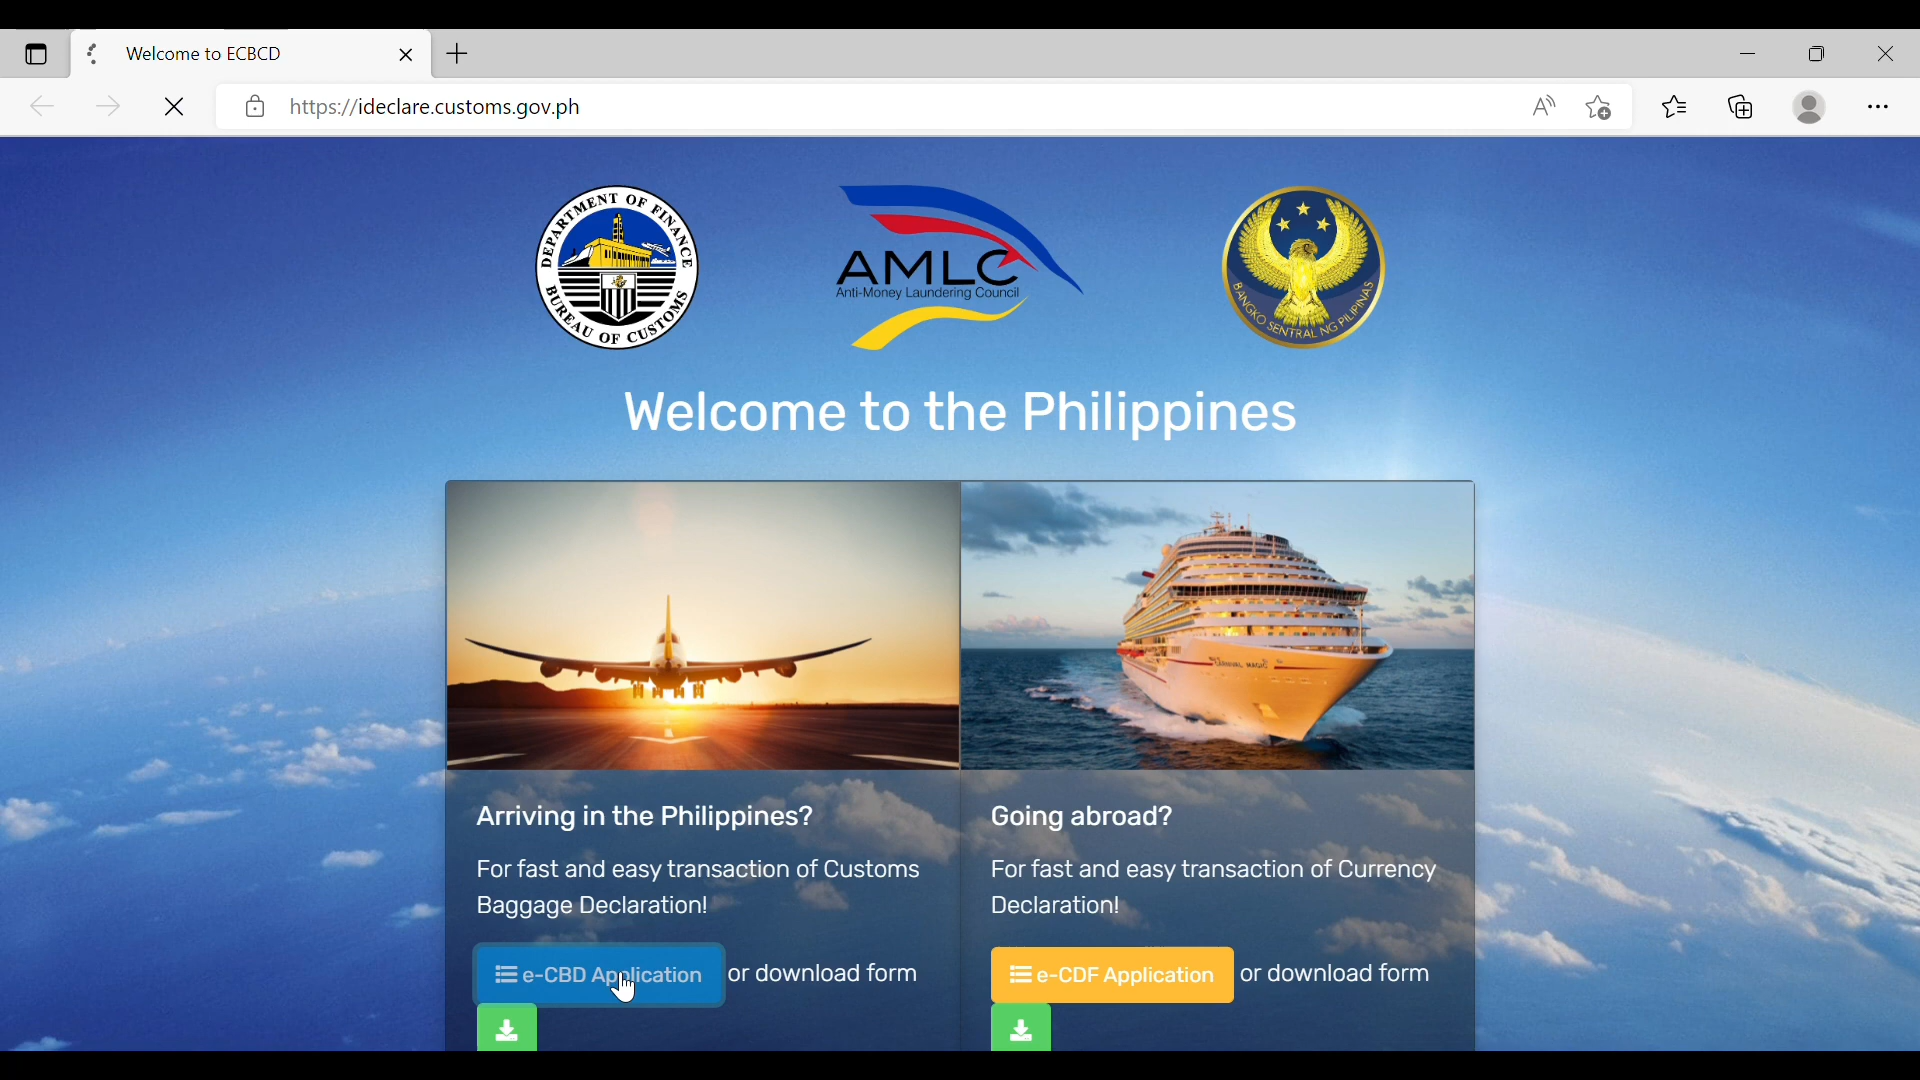 Welcome to ECBCD
https://ideclare.customs.gov.ph
DEPARTMENT OF FINANCE
BUREAU OF CUSTOMS
AMLC
Anti-Money Laundering Council
BANGKO SENTRAL NG PILIPINAS
Welcome to the Philippines
CARNIVAL MAGIC
Arriving in the Philippines?
For fast and easy transaction of Customs
Baggage Declaration!
e-CBD Application or download form
Going abroad?
For fast and easy transaction of Currency
Declaration!
e-CDF Application or download form